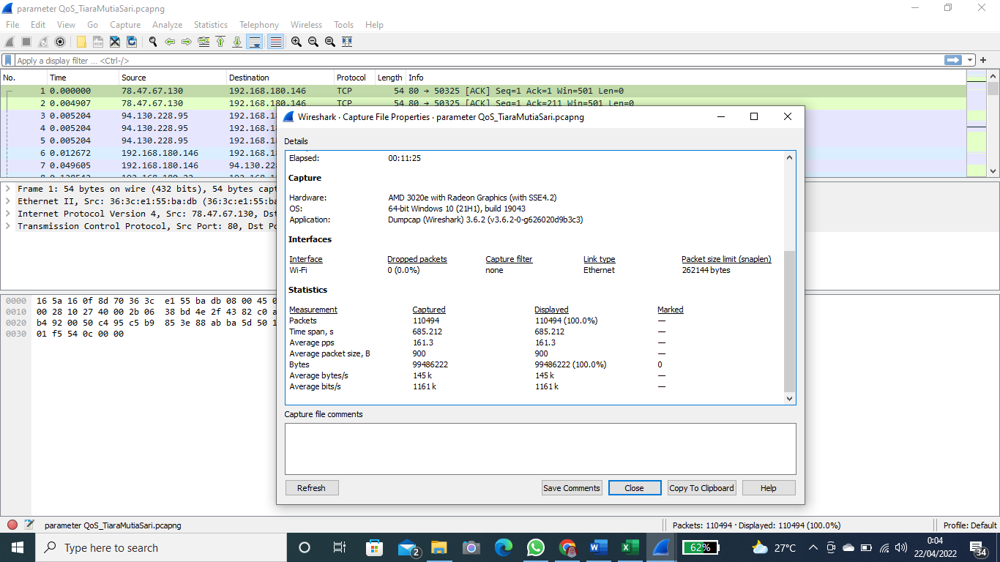 parameter QoS_TiaraMutiaSari.pcapng
File Edit View Go Capture Analyze Statistics Telephony Wireless Tools Help
Apply a display filter ... <Ctrl-/>
No. Time Source Destination Protocol Length Info
1 0.000000 78.47.67.130 192.168.180.146 TCP 54 80 → 50325 [ACK] Seq=1 Ack=1 Win=501 Len=0
2 0.004907 78.47.67.130 192.168.180.146 TCP 54 80 → 50325 [ACK] Seq=1 Ack=211 Win=501 Len=0
3 0.005204 94.130.228.95 192.168
4 0.005204 94.130.228.95 192.168
5 0.005204 94.130.228.95 192.168
6 0.012672 192.168.180.146 192.168
7 0.049605 192.168.180.146 94.130.22
Frame 1: 54 bytes on wire (432 bits), 54 bytes capt
Ethernet II, Src: 36:3c:e1:55:ba:db (36:3c:e1:55:ba
Internet Protocol Version 4, Src: 78.47.67.130, Dst
Transmission Control Protocol, Src Port: 80, Dst Po
0000 16 5a 16 0f 8d 70 36 3c e1 55 ba db 08 00 45 0
0010 00 28 10 27 40 00 2b 06 38 bd 4e 2f 43 82 c0 a
0020 b4 92 00 50 c4 95 c5 b9 85 3e 88 ab ba 5d 50 1
0030 01 f5 54 0c 00 00
Wireshark · Capture File Properties · parameter QoS_TiaraMutiaSari.pcapng
Details
Elapsed: 00:11:25
Capture
Hardware: AMD 3020e with Radeon Graphics (with SSE4.2)
OS: 64-bit Windows 10 (21H1), build 19043
Application: Dumpcap (Wireshark) 3.6.2 (v3.6.2-0-g626020d9b3c3)
Interfaces
Interface Dropped packets Capture filter Link type Packet size limit (snaplen)
Wi-Fi 0 (0.0%) none Ethernet 262144 bytes
Statistics
Measurement Captured Displayed Marked
Packets 110494 110494 (100.0%) —
Time span, s 685.212 685.212 —
Average pps 161.3 161.3 —
Average packet size, B 900 900 —
Bytes 99486222 99486222 (100.0%) 0
Average bytes/s 145 k 145 k —
Average bits/s 1161 k 1161 k —
Capture file comments
Refresh Save Comments Close Copy To Clipboard Help
parameter QoS_TiaraMutiaSari.pcapng Packets: 110494 · Displayed: 110494 (100.0%) Profile: Default
Type here to search 2 62% 27°C 0:04
22/04/2022 34